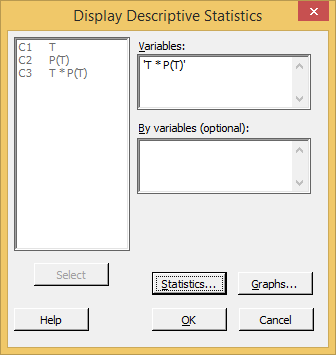 Display Descriptive Statistics
C1 T
C2 P(T)
C3 T * P(T)
Variables:
'T * P(T)'
By variables (optional):
Select
Statistics...
Graphs...
Help
OK
Cancel